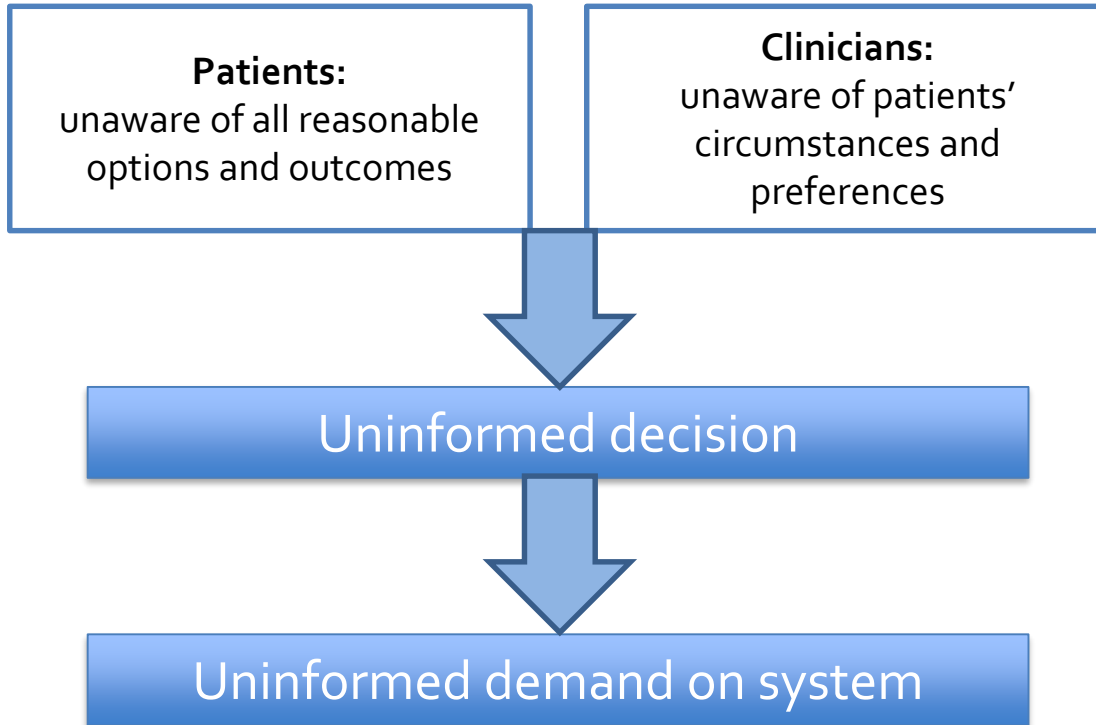 Patients:
unaware of all reasonable
options and outcomes
Clinicians:
unaware of patients’
circumstances and
preferences
Uninformed decision
Uninformed demand on system